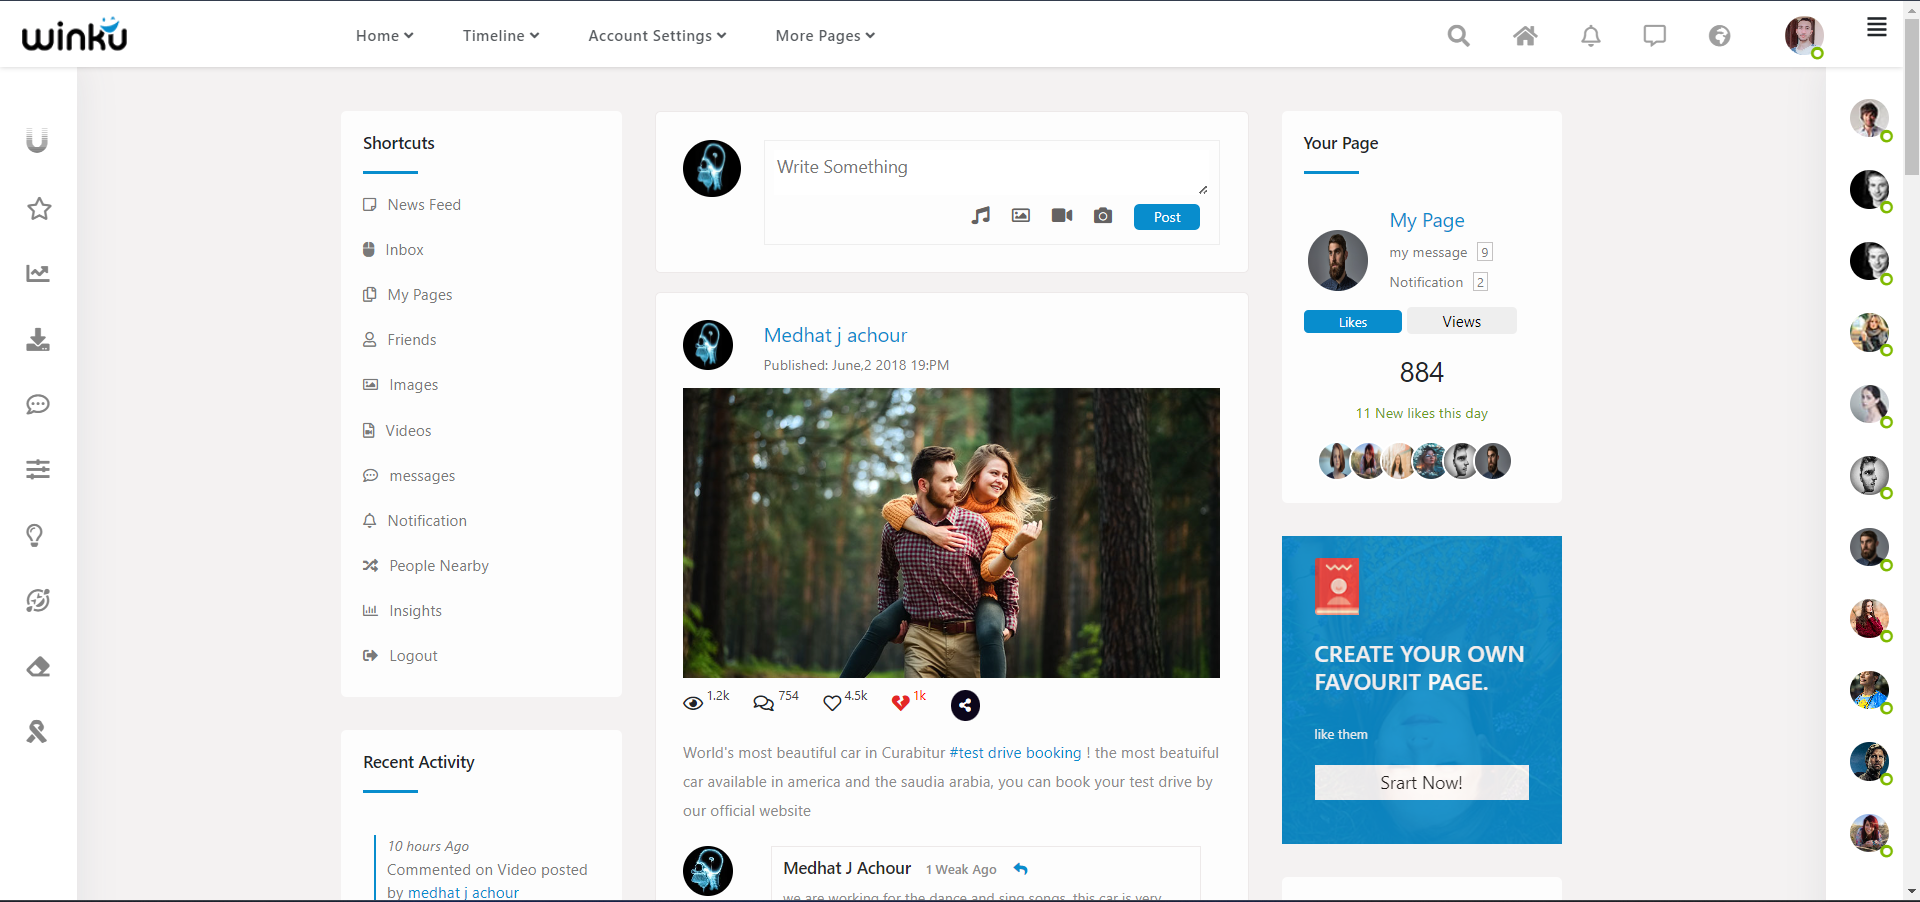 winku
Home
Timeline
Account Settings
More Pages
Shortcuts
News Feed
Inbox
My Pages
Friends
Images
Videos
messages
Notification
People Nearby
Insights
Logout
Recent Activity
10 hours Ago
Commented on Video posted
by medhat j achour
Write Something
Post
Medhat j achour
Published: June,2 2018 19:PM
1.2k
754
4.5k
1k
World's most beautiful car in Curabitur #test drive booking ! the most beatuiful
car available in america and the saudia arabia, you can book your test drive by
our official website
Medhat J Achour 1 Weak Ago
we are working for the dance and sing songs. this car is very
Your Page
My Page
my message 9
Notification 2
Likes
Views
884
11 New likes this day
CREATE YOUR OWN
FAVOURIT PAGE.
like them
Srart Now!